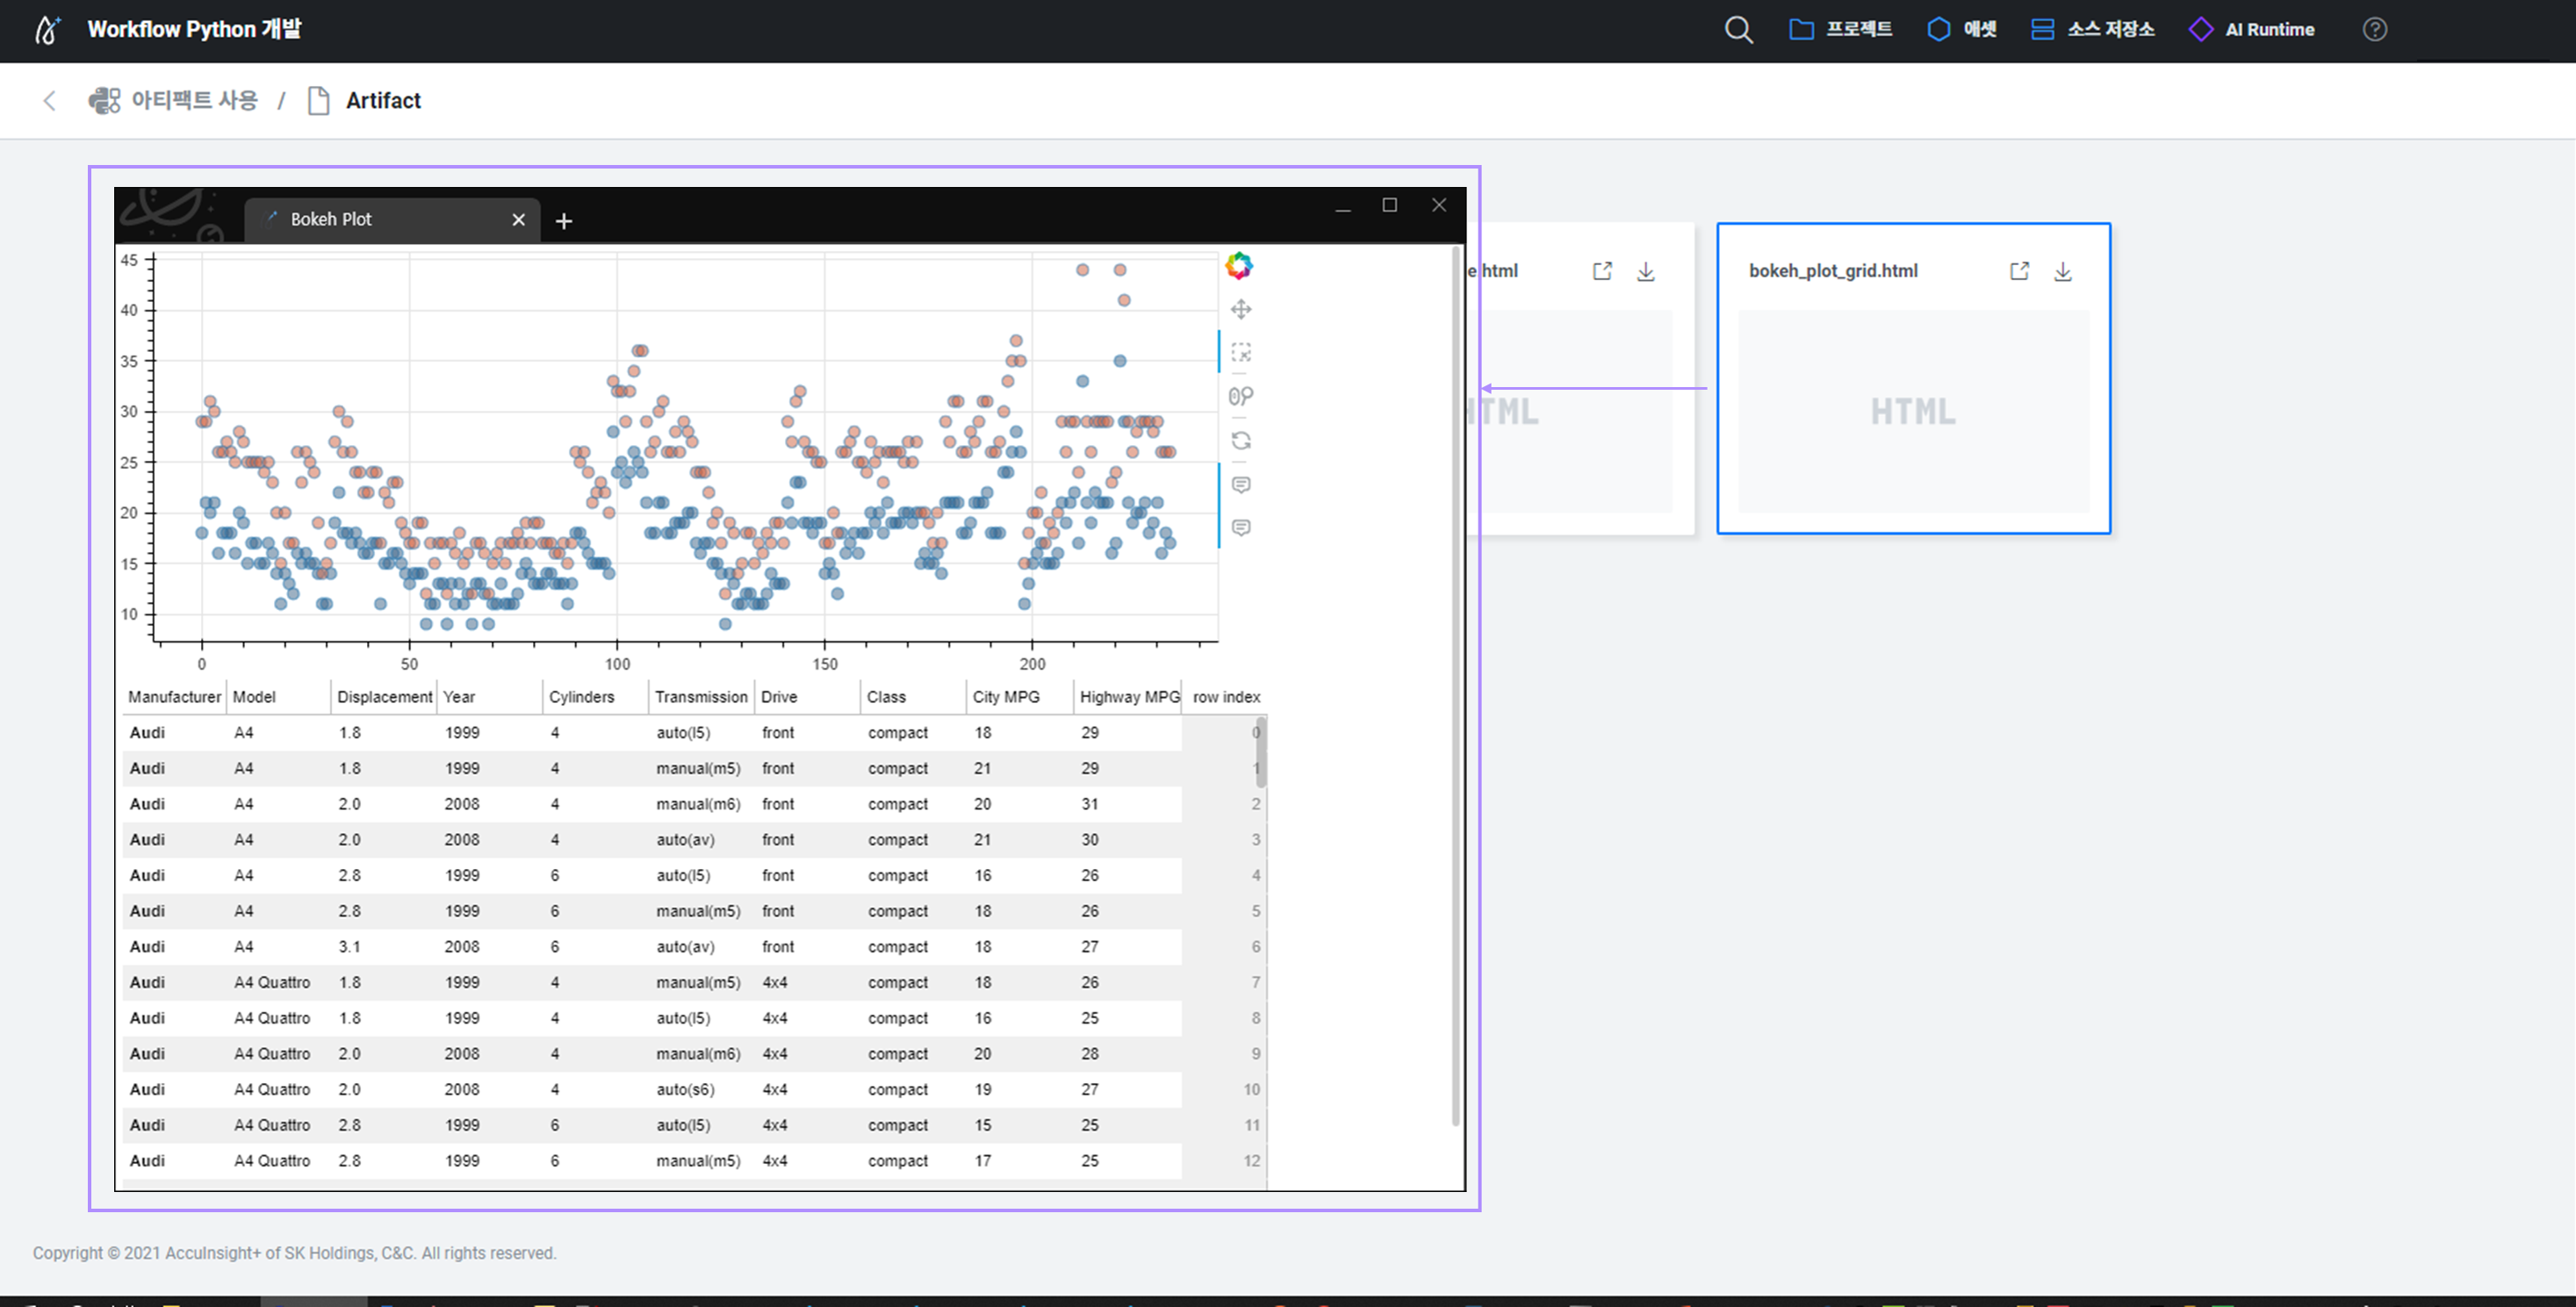 Workflow Python 개발
프로젝트 애셋 소스 저장소 AI Runtime ?
아티팩트 사용 / Artifact
Bokeh Plot
e.html
bokeh_plot_grid.html
HTML
HTML
45
40
35
30
25
20
15
10
0 50 100 150 200
Manufacturer Model Displacement Year Cylinders Transmission Drive Class City MPG Highway MPG row index
Audi A4 1.8 1999 4 auto(l5) front compact 18 29 0
Audi A4 1.8 1999 4 manual(m5) front compact 21 29 1
Audi A4 2.0 2008 4 manual(m6) front compact 20 31 2
Audi A4 2.0 2008 4 auto(av) front compact 21 30 3
Audi A4 2.8 1999 6 auto(l5) front compact 16 26 4
Audi A4 2.8 1999 6 manual(m5) front compact 18 26 5
Audi A4 3.1 2008 6 auto(av) front compact 18 27 6
Audi A4 Quattro 1.8 1999 4 manual(m5) 4x4 compact 18 26 7
Audi A4 Quattro 1.8 1999 4 auto(l5) 4x4 compact 16 25 8
Audi A4 Quattro 2.0 2008 4 manual(m6) 4x4 compact 20 28 9
Audi A4 Quattro 2.0 2008 4 auto(s6) 4x4 compact 19 27 10
Audi A4 Quattro 2.8 1999 6 auto(l5) 4x4 compact 15 25 11
Audi A4 Quattro 2.8 1999 6 manual(m5) 4x4 compact 17 25 12
Copyright © 2021 AccuInsight+ of SK Holdings, C&C. All rights reserved.